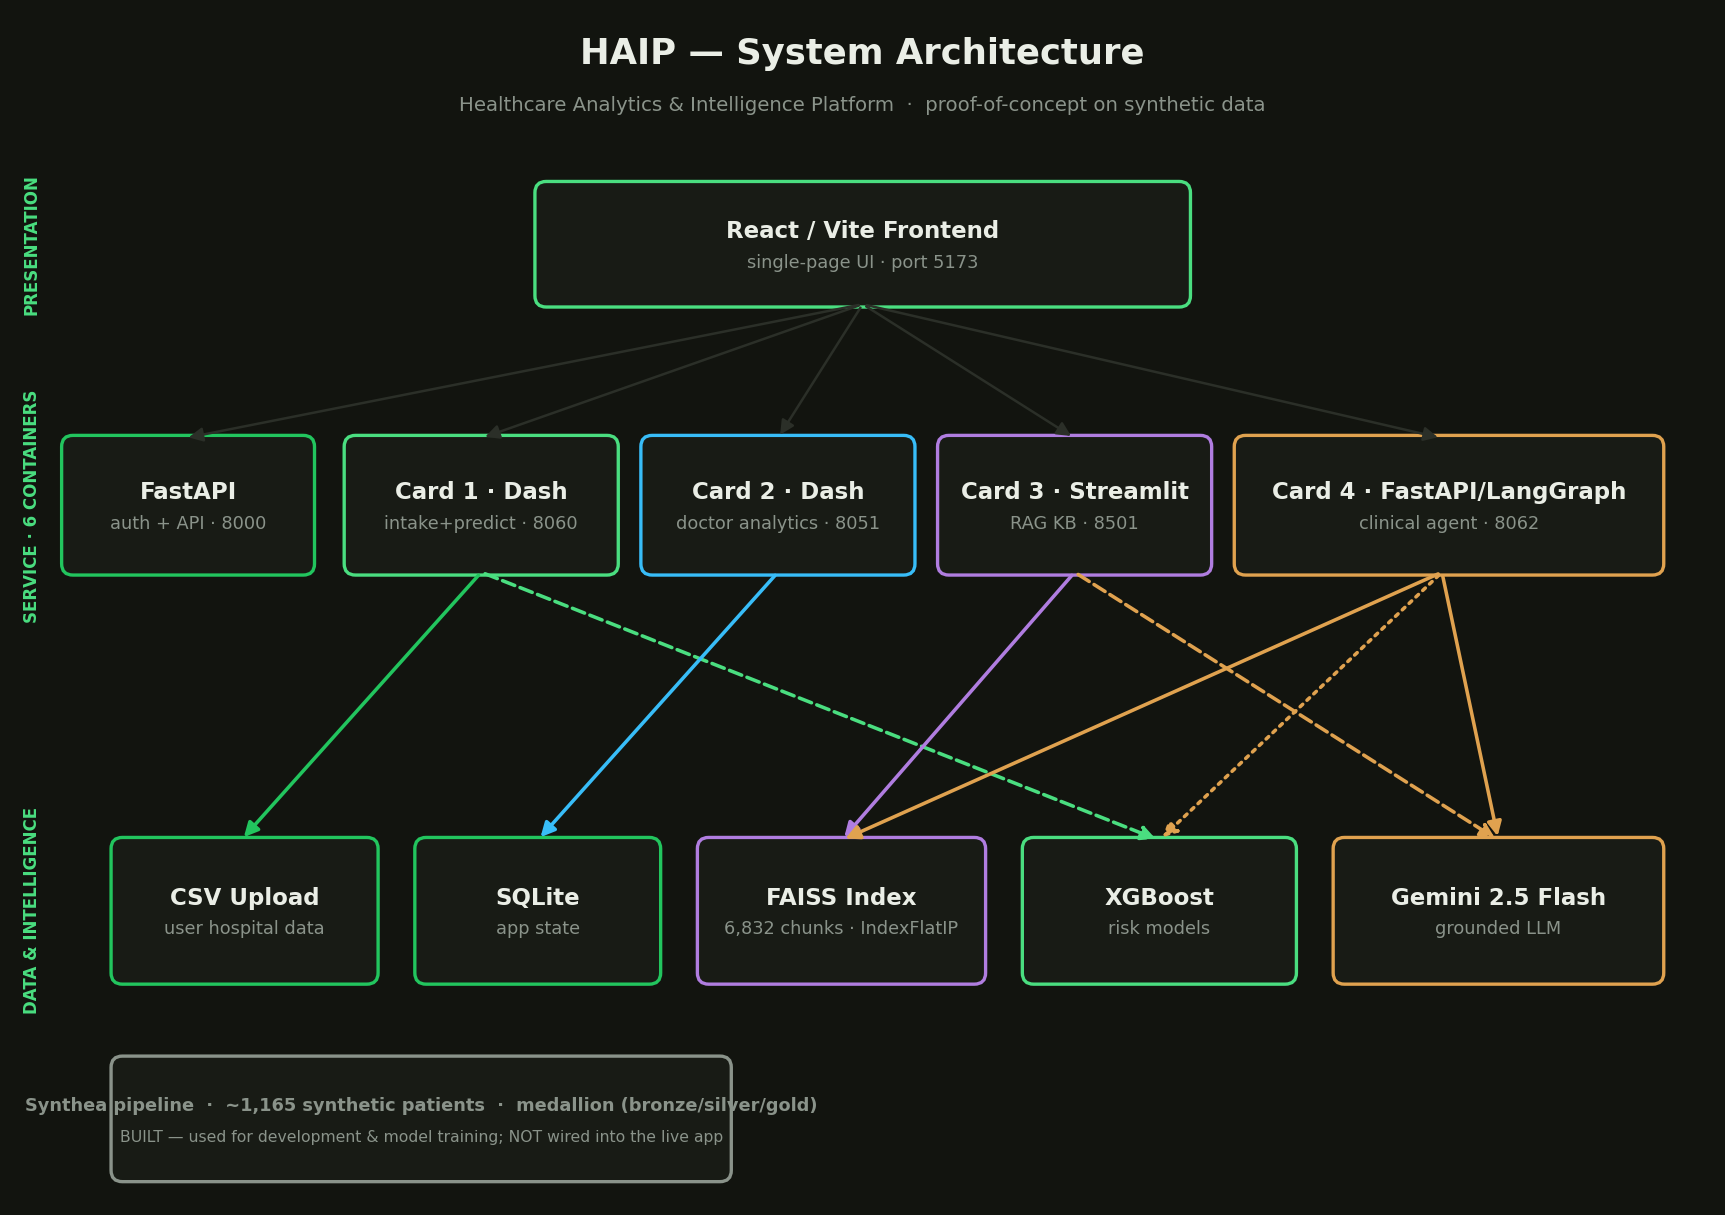 HAIP — System Architecture
Healthcare Analytics & Intelligence Platform · proof-of-concept on synthetic data
PRESENTATION
React / Vite Frontend
single-page UI · port 5173
SERVICE · 6 CONTAINERS
FastAPI
auth + API · 8000
Card 1 · Dash
intake+predict · 8060
Card 2 · Dash
doctor analytics · 8051
Card 3 · Streamlit
RAG KB · 8501
Card 4 · FastAPI/LangGraph
clinical agent · 8062
DATA & INTELLIGENCE
CSV Upload
user hospital data
SQLite
app state
FAISS Index
6,832 chunks · IndexFlatIP
XGBoost
risk models
Gemini 2.5 Flash
grounded LLM
Synthea pipeline · ~1,165 synthetic patients · medallion (bronze/silver/gold)
BUILT — used for development & model training; NOT wired into the live app